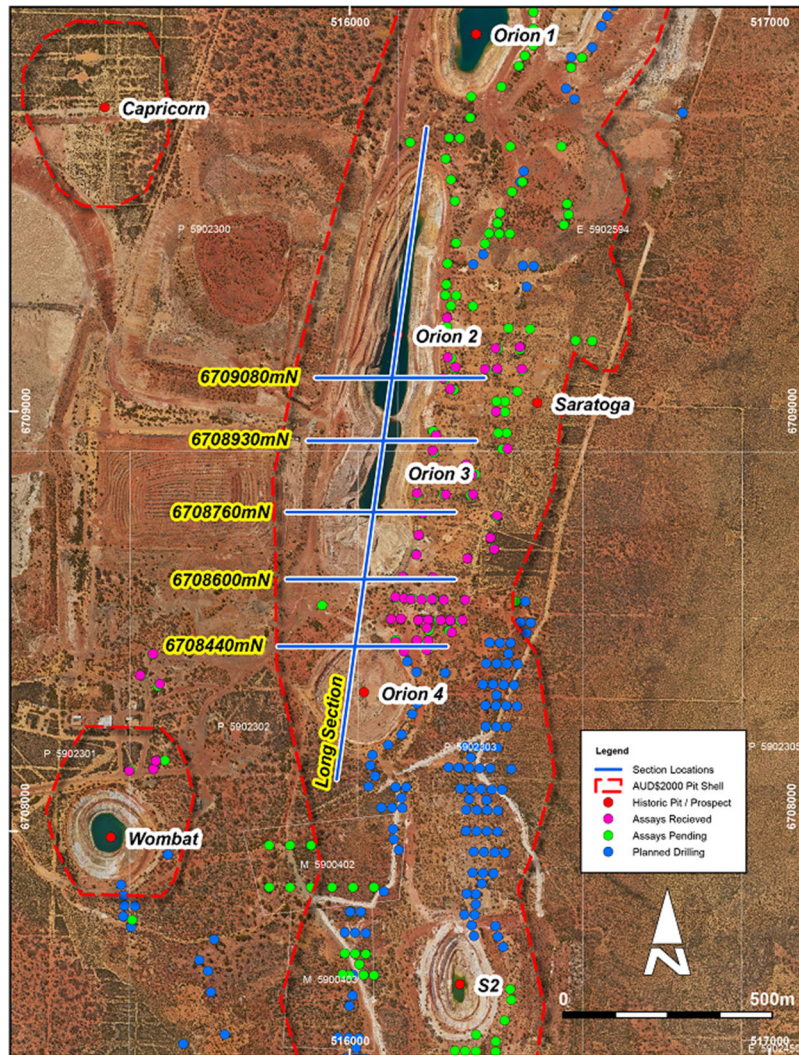 516000
517000
Orion 1
Capricorn
P 5902300
E 5902594
Orion 2
6709080mN
Saratoga
6709000
6709000
6708930mN
Orion 3
6708760mN
6708600mN
6708440mN
Long Section
Orion 4
P 5902302
P 5902301
P 5902303
P 5902305
Legend
Section Locations
AUD$2000 Pit Shell
Historic Pit / Prospect
Assays Recieved
Assays Pending
Planned Drilling
6708000
6708000
Wombat
M 5900402
M 5900403
S2
N
0
500m
516000
517000